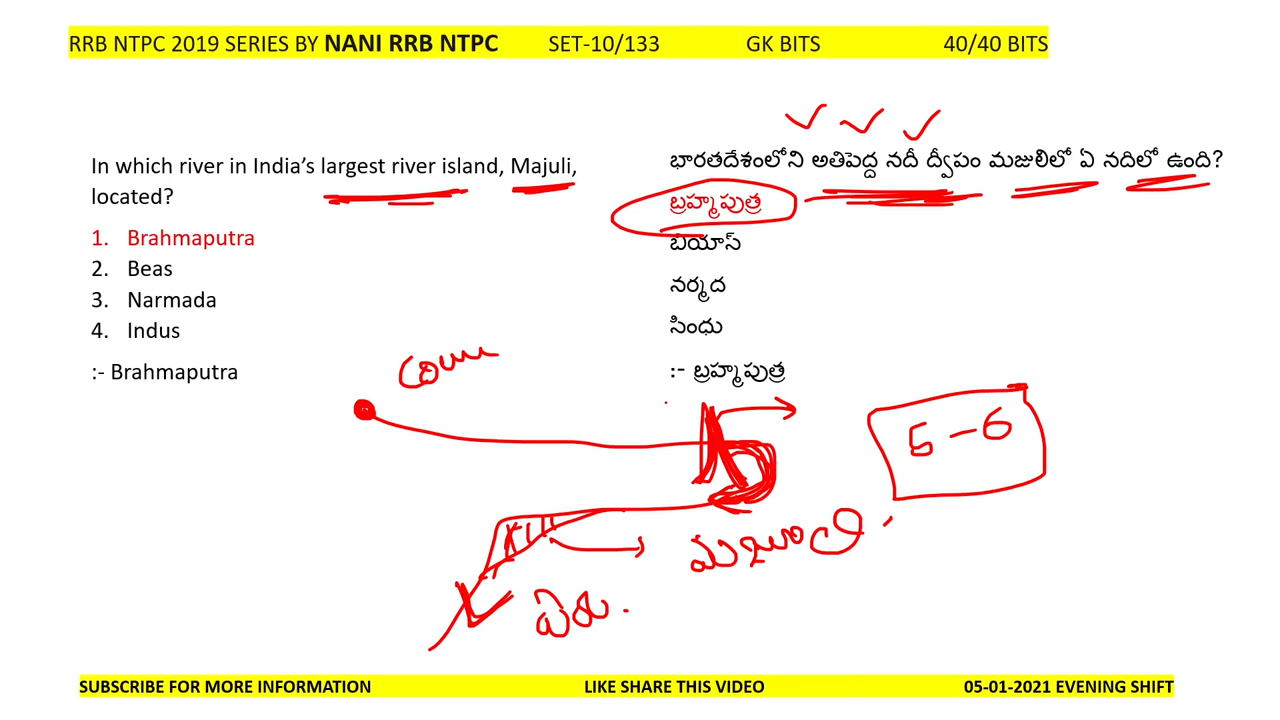 RRB NTPC 2019 SERIES BY NANI RRB NTPC SET-10/133 GK BITS 40/40 BITS
In which river in India's largest river island, Majuli,
located?
1. Brahmaputra
2. Beas
3. Narmada
4. Indus
:- Brahmaputra
భారతదేశంలోని అతిపెద్ద నదీ ద్వీపం మజులిలో ఏ నదిలో ఉంది?
బ్రహ్మపుత్ర
బియాస్
నర్మద
సింధు
:- బ్రహ్మపుత్ర
5-6
SUBSCRIBE FOR MORE INFORMATION LIKE SHARE THIS VIDEO 05-01-2021 EVENING SHIFT